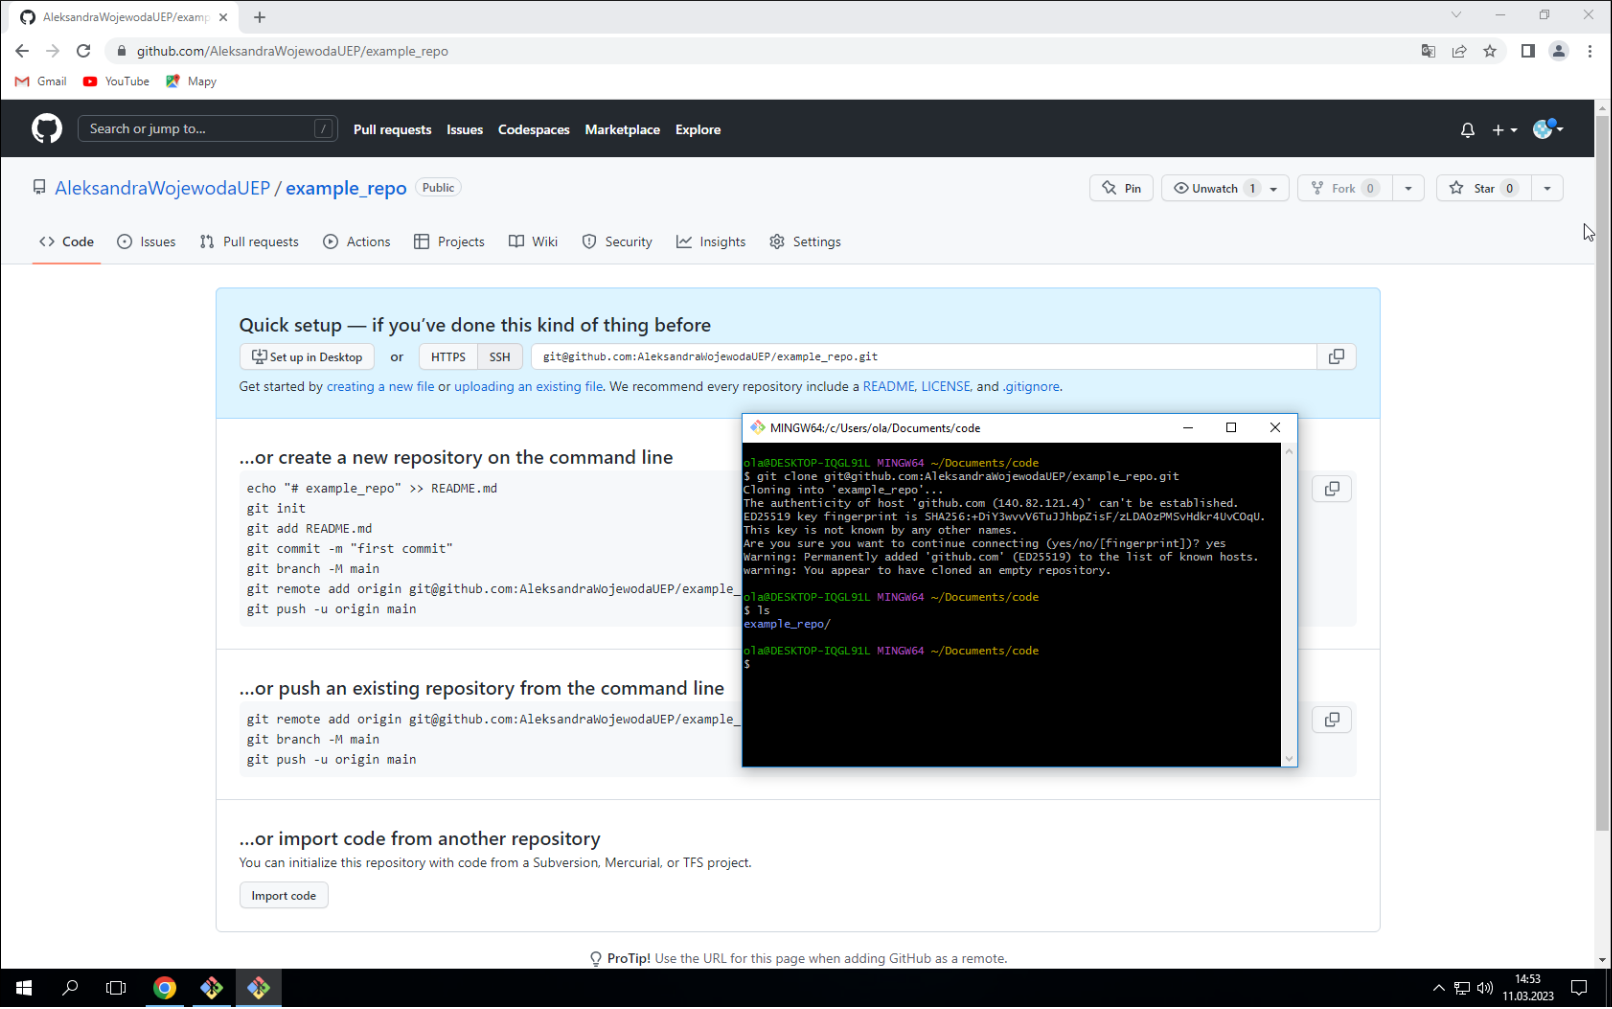 AleksandraWojewodaUEP/examp
github.com/AleksandraWojewodaUEP/example_repo
Gmail YouTube Mapy
Search or jump to... / Pull requests Issues Codespaces Marketplace Explore
AleksandraWojewodaUEP / example_repo Public Pin Unwatch 1 Fork 0 Star 0
Code Issues Pull requests Actions Projects Wiki Security Insights Settings
Quick setup — if you’ve done this kind of thing before
Set up in Desktop or HTTPS SSH git@github.com:AleksandraWojewodaUEP/example_repo.git
Get started by creating a new file or uploading an existing file. We recommend every repository include a README, LICENSE, and .gitignore.
…or create a new repository on the command line
echo "# example_repo" >> README.md
git init
git add README.md
git commit -m "first commit"
git branch -M main
git remote add origin git@github.com:AleksandraWojewodaUEP/example_
git push -u origin main
…or push an existing repository from the command line
git remote add origin git@github.com:AleksandraWojewodaUEP/example_
git branch -M main
git push -u origin main
…or import code from another repository
You can initialize this repository with code from a Subversion, Mercurial, or TFS project.
Import code
ProTip! Use the URL for this page when adding GitHub as a remote.
MINGW64:/c/Users/ola/Documents/code
ola@DESKTOP-IQGL91L MINGW64 ~/Documents/code
$ git clone git@github.com:AleksandraWojewodaUEP/example_repo.git
Cloning into 'example_repo'...
The authenticity of host 'github.com (140.82.121.4)' can't be established.
ED25519 key fingerprint is SHA256:+DiY3wvvV6TuJJhbpZisF/zLDA0zPMSvHdkr4UvCOqU.
This key is not known by any other names.
Are you sure you want to continue connecting (yes/no/[fingerprint])? yes
Warning: Permanently added 'github.com' (ED25519) to the list of known hosts.
warning: You appear to have cloned an empty repository.
ola@DESKTOP-IQGL91L MINGW64 ~/Documents/code
$ ls
example_repo/
ola@DESKTOP-IQGL91L MINGW64 ~/Documents/code
$
14:53
11.03.2023